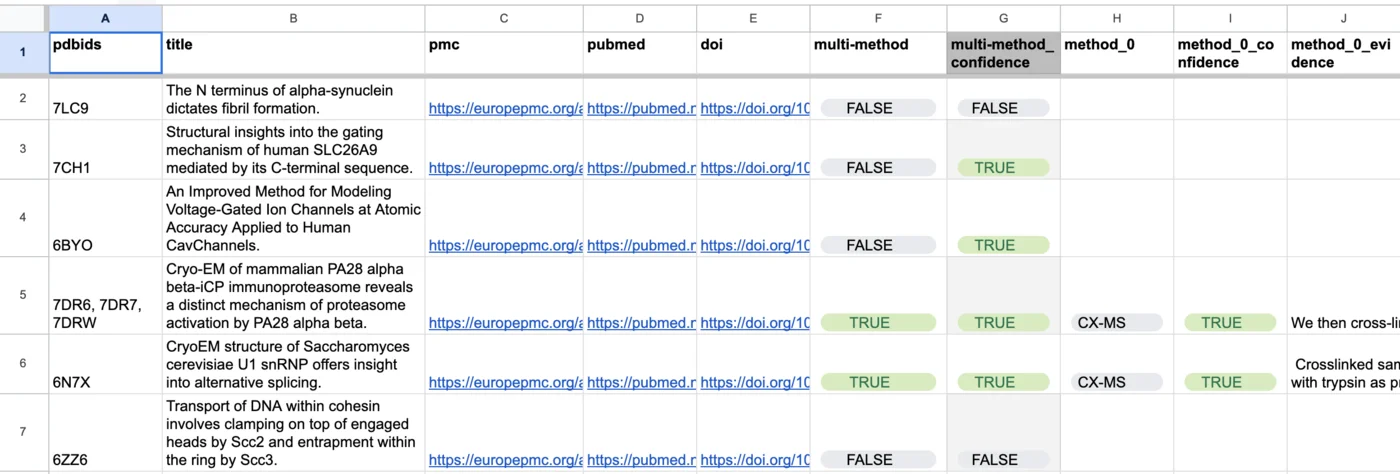 A B C D E F G H I J
1 pdbids title pmc pubmed doi multi-method multi-method_ method_0 method_0_co method_0_evi
confidence nfidence dence
The N terminus of alpha-synuclein
2 7LC9 dictates fibril formation. https://europepmc.org/a https://pubmed.r https://doi.org/10 FALSE FALSE
Structural insights into the gating
mechanism of human SLC26A9
3 7CH1 mediated by its C-terminal sequence. https://europepmc.org/a https://pubmed.r https://doi.org/10 FALSE TRUE
An Improved Method for Modeling
Voltage-Gated Ion Channels at Atomic
Accuracy Applied to Human
4 6BYO CavChannels. https://europepmc.org/a https://pubmed.r https://doi.org/10 FALSE TRUE
Cryo-EM of mammalian PA28 alpha
beta-iCP immunoproteasome reveals
5 7DR6, 7DR7, a distinct mechanism of proteasome
7DRW activation by PA28 alpha beta. https://europepmc.org/a https://pubmed.r https://doi.org/10 TRUE TRUE CX-MS TRUE We then cross-li
CryoEM structure of Saccharomyces
6 cerevisiae U1 snRNP offers insight Crosslinked san
6N7X into alternative splicing. https://europepmc.org/a https://pubmed.r https://doi.org/10 TRUE TRUE CX-MS TRUE with trypsin as p
Transport of DNA within cohesin
involves clamping on top of engaged
7 heads by Scc2 and entrapment within
6ZZ6 the ring by Scc3. https://europepmc.org/a https://pubmed.r https://doi.org/10 FALSE FALSE